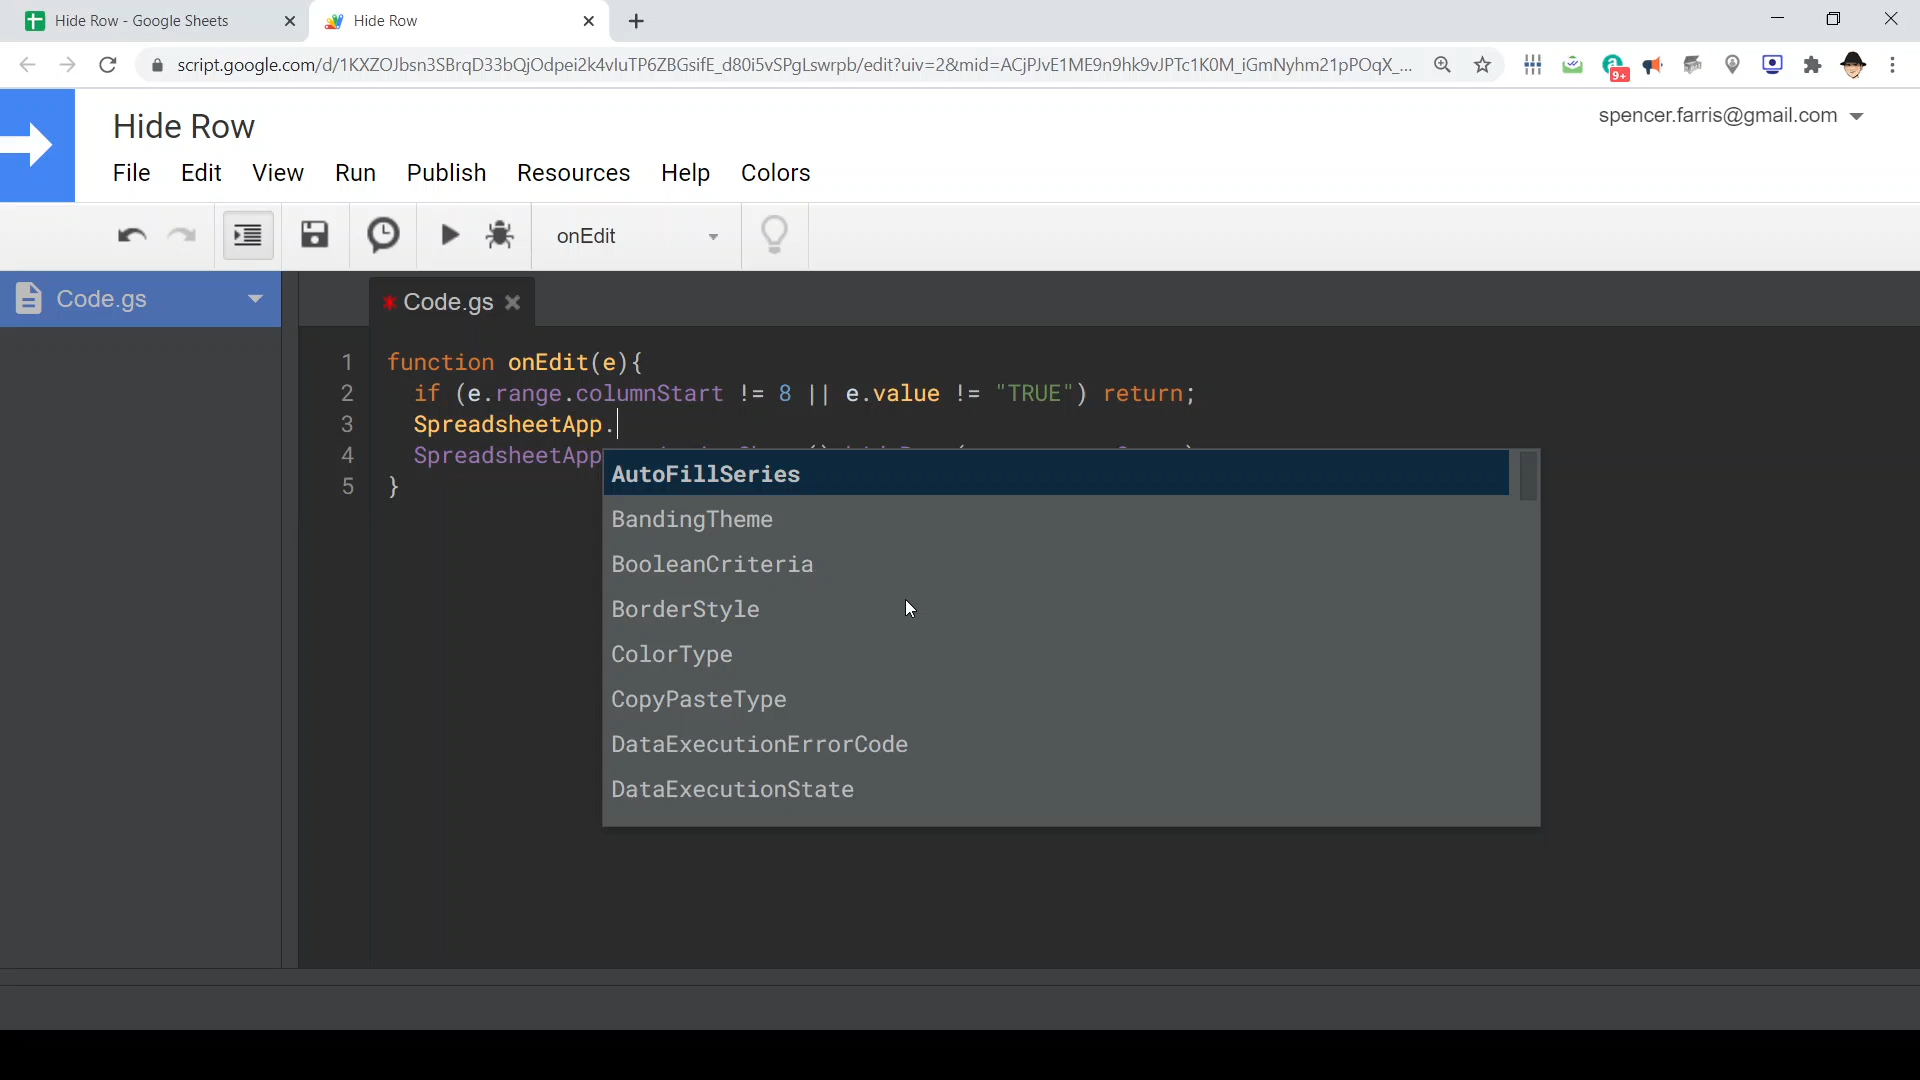 Hide Row - Google Sheets
Hide Row
script.google.com/d/1KXZOJbsn3SBrqD33bQjOdpei2k4vIuTP6ZBGsifE_d80i5vSPgLswrpb/edit?uiv=2&mid=ACjPJvE1ME9n9hk9vJPTc1K0M_iGmNyhm21pPOqX_...
9+
Hide Row
spencer.farris@gmail.com
File Edit View Run Publish Resources Help Colors
onEdit
Code.gs
* Code.gs
1 function onEdit(e){
2 if (e.range.columnStart != 8 || e.value != "TRUE") return;
3 SpreadsheetApp.
4 SpreadsheetApp
5 }
AutoFillSeries
BandingTheme
BooleanCriteria
BorderStyle
ColorType
CopyPasteType
DataExecutionErrorCode
DataExecutionState